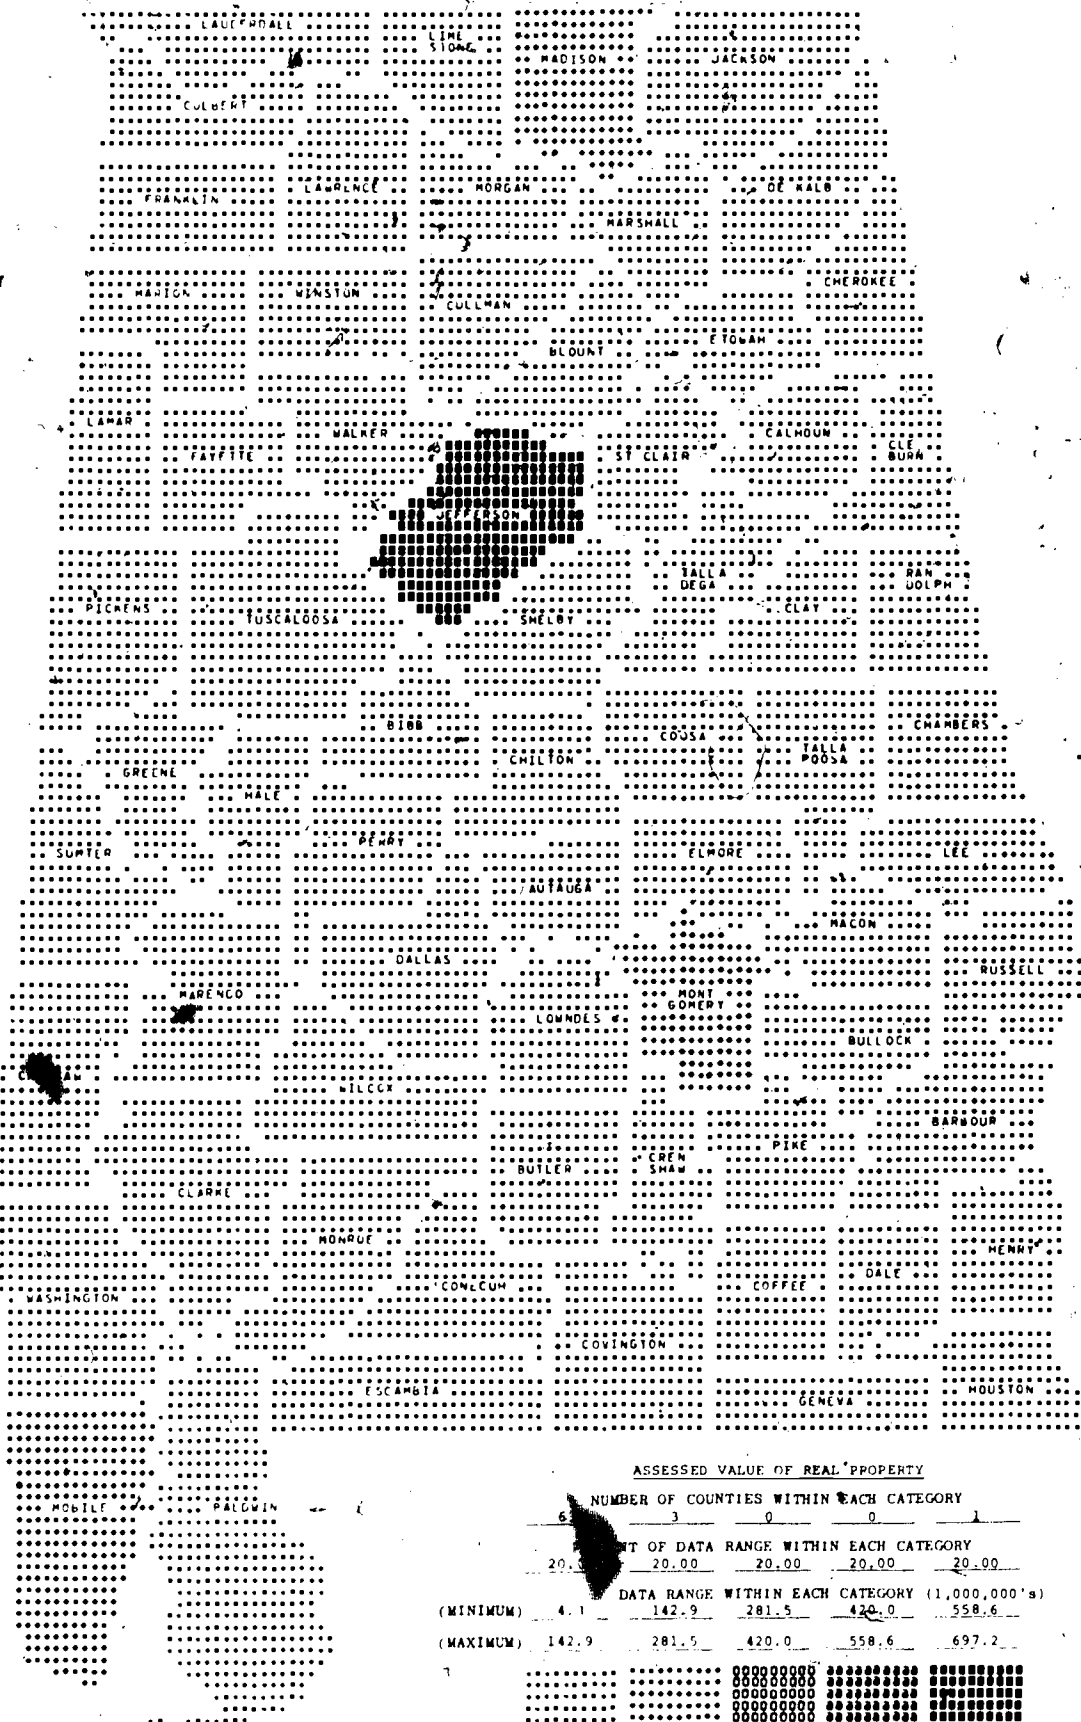 LAUDERDALL
LIME
STONE
MADISON
JACKSON
COLBERT
LAWRENCE
MORGAN
DE KALB
FRANKLIN
MARSHALL
CHEROKEE
MARION
WINSTON
CULLMAN
ETOWAH
BLOUNT
LAMAR
WALKER
CALHOUN
FAYETTE
ST CLAIR
CLE
BURN
JEFFERSON
TALLA
DEGA
RAN
DOLPH
PICKENS
CLAY
TUSCALOOSA
SHELBY
BIBB
CHAMBERS
COOSA
TALLA
POOSA
CHILTON
GREENE
HALE
PERRY
SUMTER
ELMORE
LEE
AUTAUGA
MACON
DALLAS
RUSSELL
MARENGO
MONT
GOMERY
LOWNDES
BULLOCK
WILCOX
BARBOUR
PIKE
CREN
SHAW
BUTLER
CLARKE
MONROE
HENRY
DALE
CONECUH
COFFEE
WASHINGTON
COVINGTON
ESCAMBIA
HOUSTON
GENEVA
MOBILE
BALDWIN
ASSESSED VALUE OF REAL PROPERTY
NUMBER OF COUNTIES WITHIN EACH CATEGORY
3 0 0 1
OF DATA RANGE WITHIN EACH CATEGORY
20.00 20.00 20.00 20.00
DATA RANGE WITHIN EACH CATEGORY (1,000,000's)
(MINIMUM) 142.9 281.5 420.0 558.6
(MAXIMUM) 142.9 281.5 420.0 558.6 697.2